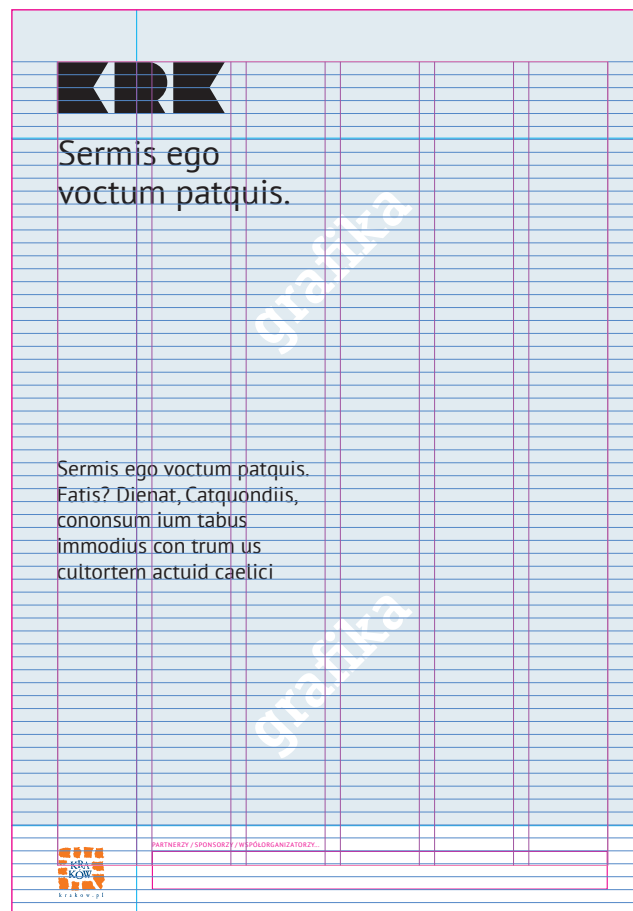 KRK
Sermis ego
voctum patquis.
grafika
Sermis ego voctum patquis.
Fatis? Dienat, Catquondiis,
cononsum ium tabus
immodius con trum us
cultortem actuid caelici
grafika
PARTNERZY / SPONSORZY / WSPÓŁORGANIZATORZY...
KRA
KÓW
krakow.pl